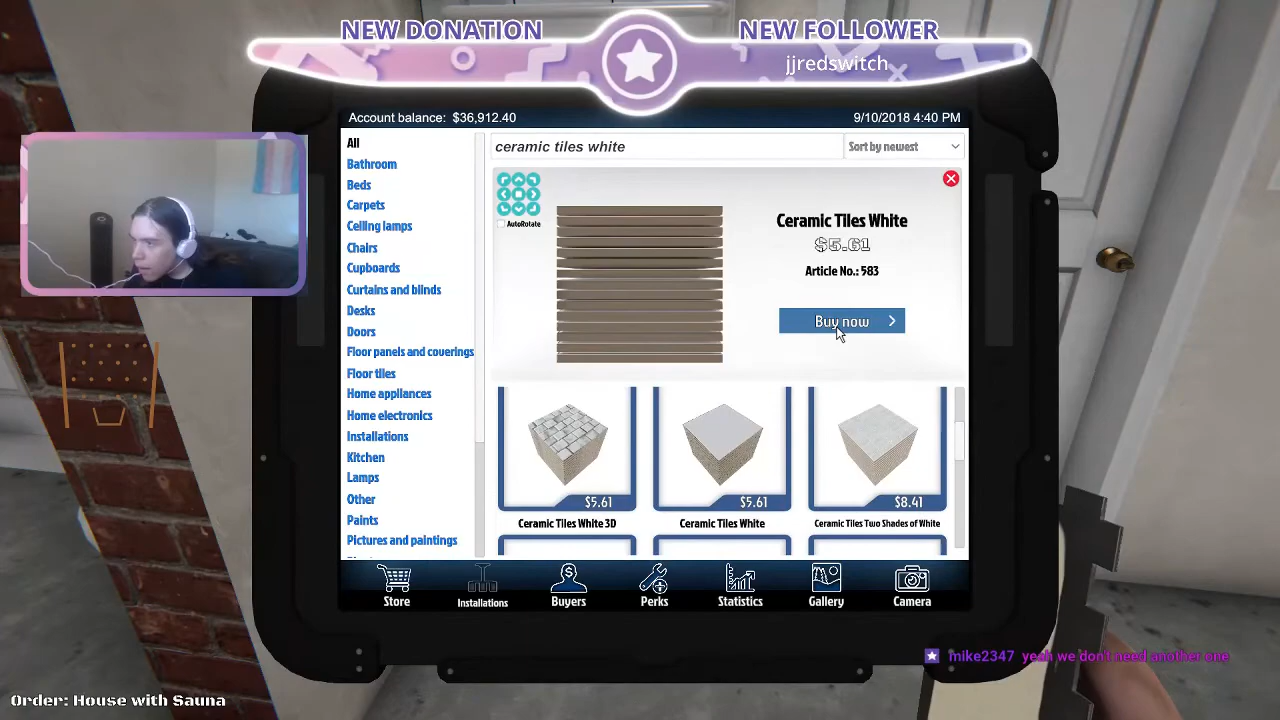 NEW DONATION
NEW FOLLOWER
jjredswitch
Account balance: $36,912.40
9/10/2018 4:40 PM
All
Bathroom
Beds
Carpets
Ceiling lamps
Chairs
Cupboards
Curtains and blinds
Desks
Doors
Floor panels and coverings
Floor tiles
Home appliances
Home electronics
Installations
Kitchen
Lamps
Other
Paints
Pictures and paintings
ceramic tiles white
Sort by newest
AutoRotate
Ceramic Tiles White
$5.61
Article No.: 583
Buy now
$5.61
$5.61
$8.41
Ceramic Tiles White 3D
Ceramic Tiles White
Ceramic Tiles Two Shades of White
Store
Installations
Buyers
Perks
Statistics
Gallery
Camera
mike2347 yeah we don't need another one
Order: House with Sauna